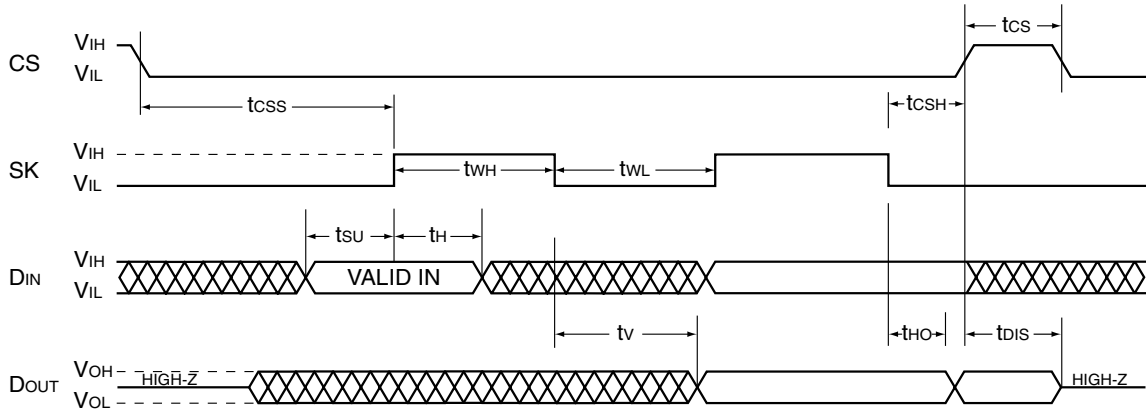 tCS
VIH
CS
VIL
tCSS
tCSH
VIH
SK
tWH
tWL
VIL
tSU
tH
VIH
DIN
VALID IN
VIL
tV
tHO
tDIS
VOH
DOUT
HIGH-Z
HIGH-Z
VOL